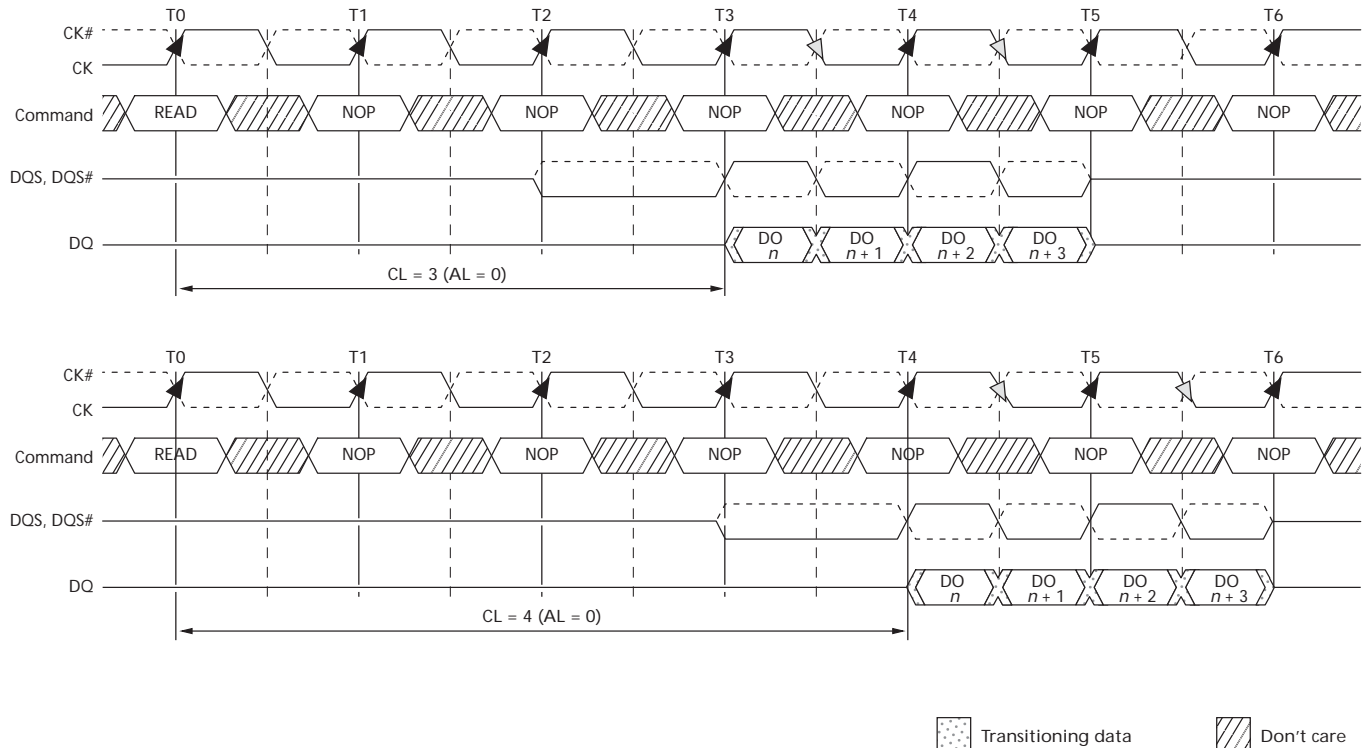 T0 T1 T2 T3 T4 T5 T6
CK#
CK
Command READ NOP NOP NOP NOP NOP NOP
DQS, DQS#
DQ DO n DO n + 1 DO n + 2 DO n + 3
CL = 3 (AL = 0)
T0 T1 T2 T3 T4 T5 T6
CK#
CK
Command READ NOP NOP NOP NOP NOP NOP
DQS, DQS#
DQ DO n DO n + 1 DO n + 2 DO n + 3
CL = 4 (AL = 0)
Transitioning data Don't care